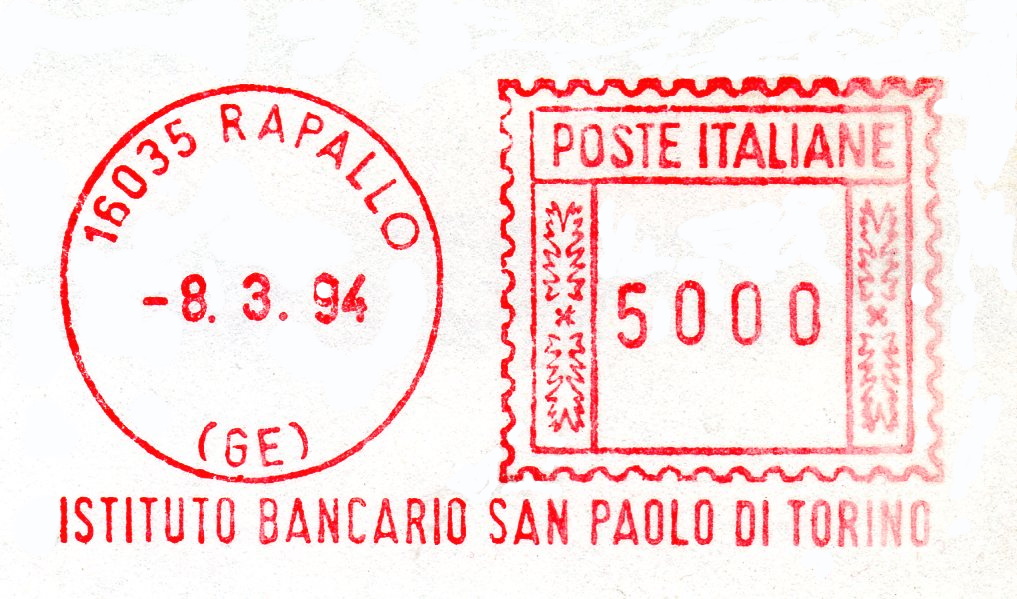 16035 RAPALLO
-8. 3. 94
(GE)
POSTE ITALIANE
5000
ISTITUTO BANCARIO SAN PAOLO DI TORINO